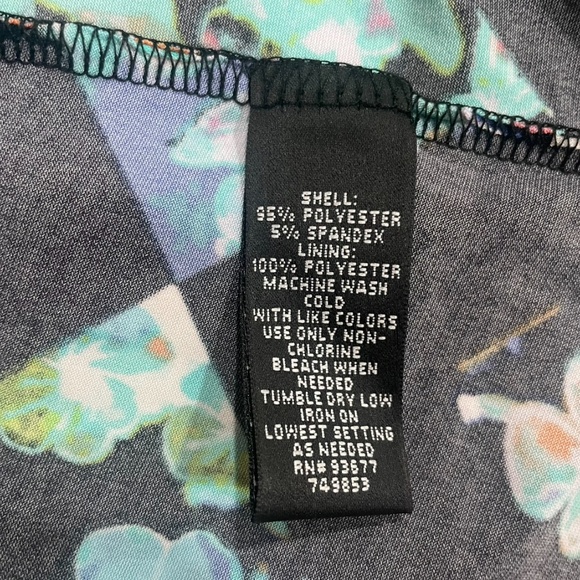 SHELL:
95% POLYESTER
5% SPANDEX
LINING:
100% POLYESTER
MACHINE WASH
COLD
WITH LIKE COLORS
USE ONLY NON-
CHLORINE
BLEACH WHEN
NEEDED
TUMBLE DRY LOW
IRON ON
LOWEST SETTING
AS NEEDED
RN# 93677
749853